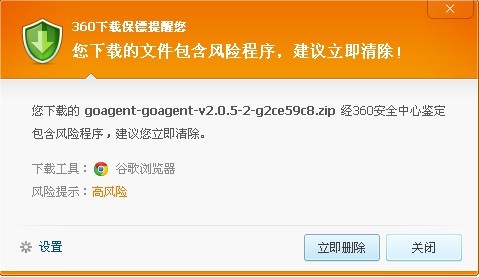 360下载保镖提醒您
您下载的文件包含风险程序，建议立即清除！
您下载的 goagent-goagent-v2.0.5-2-g2ce59c8.zip 经360安全中心鉴定
包含风险程序，建议您立即清除。
下载工具： 谷歌浏览器
风险提示：高风险
设置 立即删除 关闭